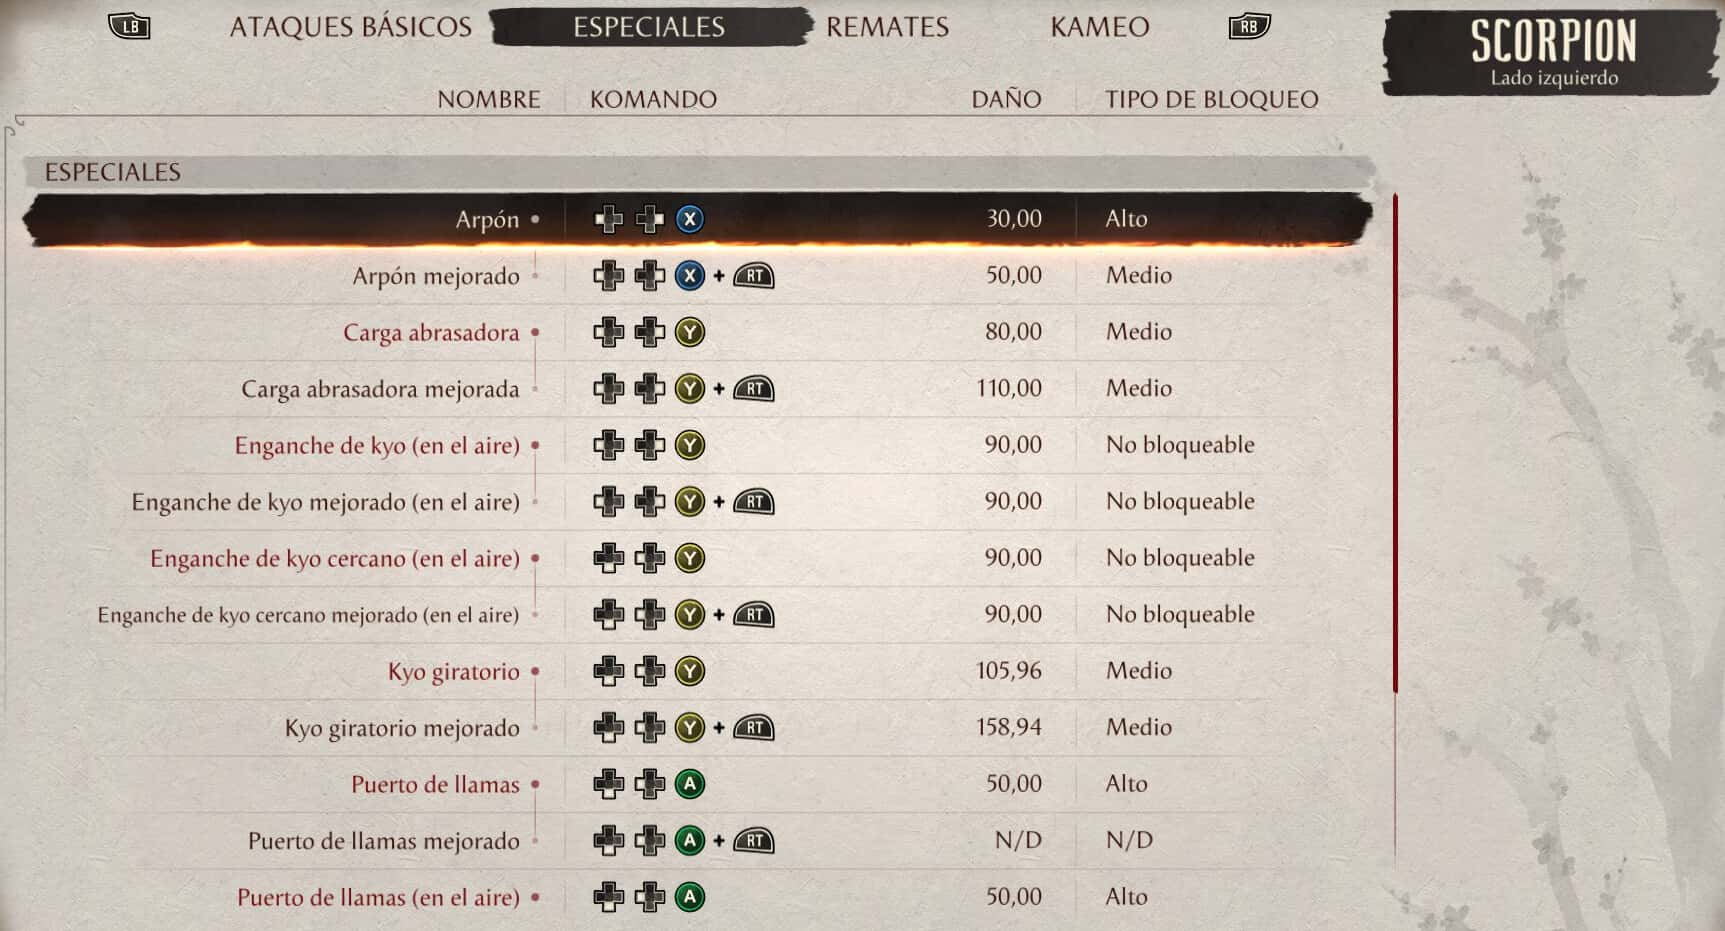 LB ATAQUES BÁSICOS ESPECIALES REMATES KAMEO RB
SCORPION
Lado izquierdo
NOMBRE KOMANDO DAÑO TIPO DE BLOQUEO
ESPECIALES
Arpón X 30,00 Alto
Arpón mejorado X + RT 50,00 Medio
Carga abrasadora Y 80,00 Medio
Carga abrasadora mejorada Y + RT 110,00 Medio
Enganche de kyo (en el aire) Y 90,00 No bloqueable
Enganche de kyo mejorado (en el aire) Y + RT 90,00 No bloqueable
Enganche de kyo cercano (en el aire) Y 90,00 No bloqueable
Enganche de kyo cercano mejorado (en el aire) Y + RT 90,00 No bloqueable
Kyo giratorio Y 105,96 Medio
Kyo giratorio mejorado Y + RT 158,94 Medio
Puerto de llamas A 50,00 Alto
Puerto de llamas mejorado A + RT N/D N/D
Puerto de llamas (en el aire) A 50,00 Alto